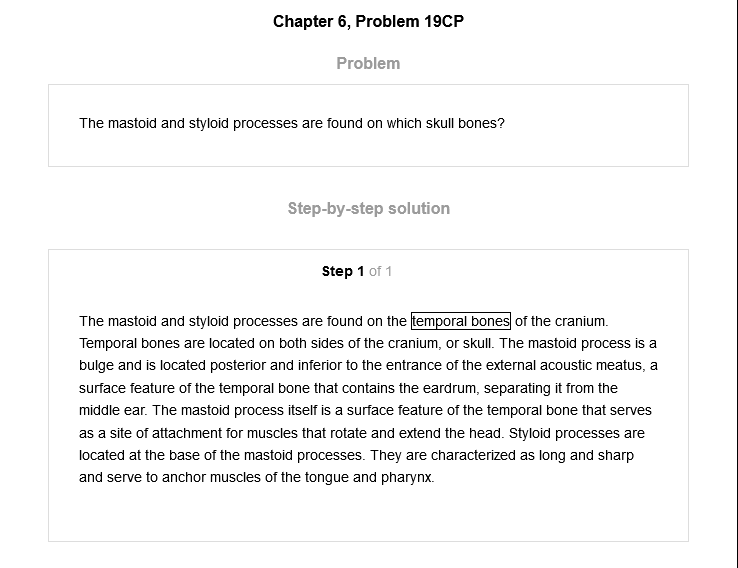 Chapter 6, Problem 19CP
Problem
The mastoid and styloid processes are found on which skull bones?
Step-by-step solution
Step 1 of 1
The mastoid and styloid processes are found on the temporal bones of the cranium.
Temporal bones are located on both sides of the cranium, or skull. The mastoid process is a
bulge and is located posterior and inferior to the entrance of the external acoustic meatus, a
surface feature of the temporal bone that contains the eardrum, separating it from the
middle ear. The mastoid process itself is a surface feature of the temporal bone that serves
as a site of attachment for muscles that rotate and extend the head. Styloid processes are
located at the base of the mastoid processes. They are characterized as long and sharp
and serve to anchor muscles of the tongue and pharynx.